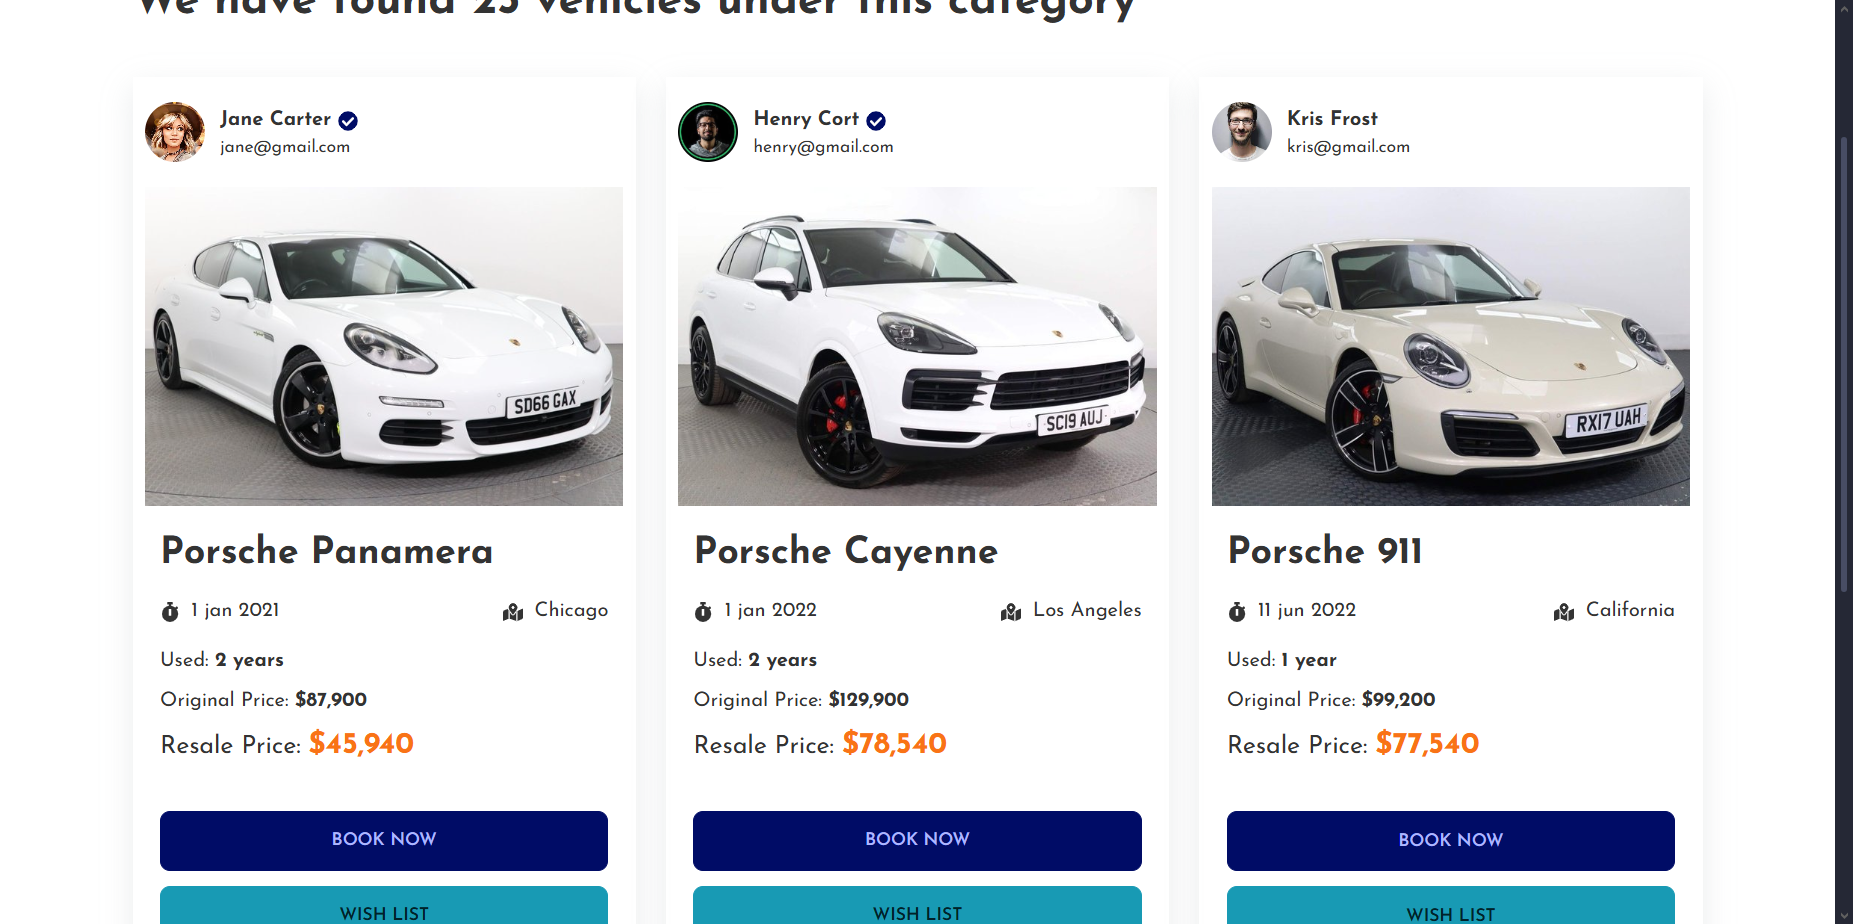 We have found 25 vehicles under this category
Jane Carter
jane@gmail.com
SD66 GAX
Porsche Panamera
1 jan 2021
Chicago
Used: 2 years
Original Price: $87,900
Resale Price: $45,940
BOOK NOW
WISH LIST
Henry Cort
henry@gmail.com
SC19 AUJ
Porsche Cayenne
1 jan 2022
Los Angeles
Used: 2 years
Original Price: $129,900
Resale Price: $78,540
BOOK NOW
WISH LIST
Kris Frost
kris@gmail.com
RX17 UAH
Porsche 911
11 jun 2022
California
Used: 1 year
Original Price: $99,200
Resale Price: $77,540
BOOK NOW
WISH LIST